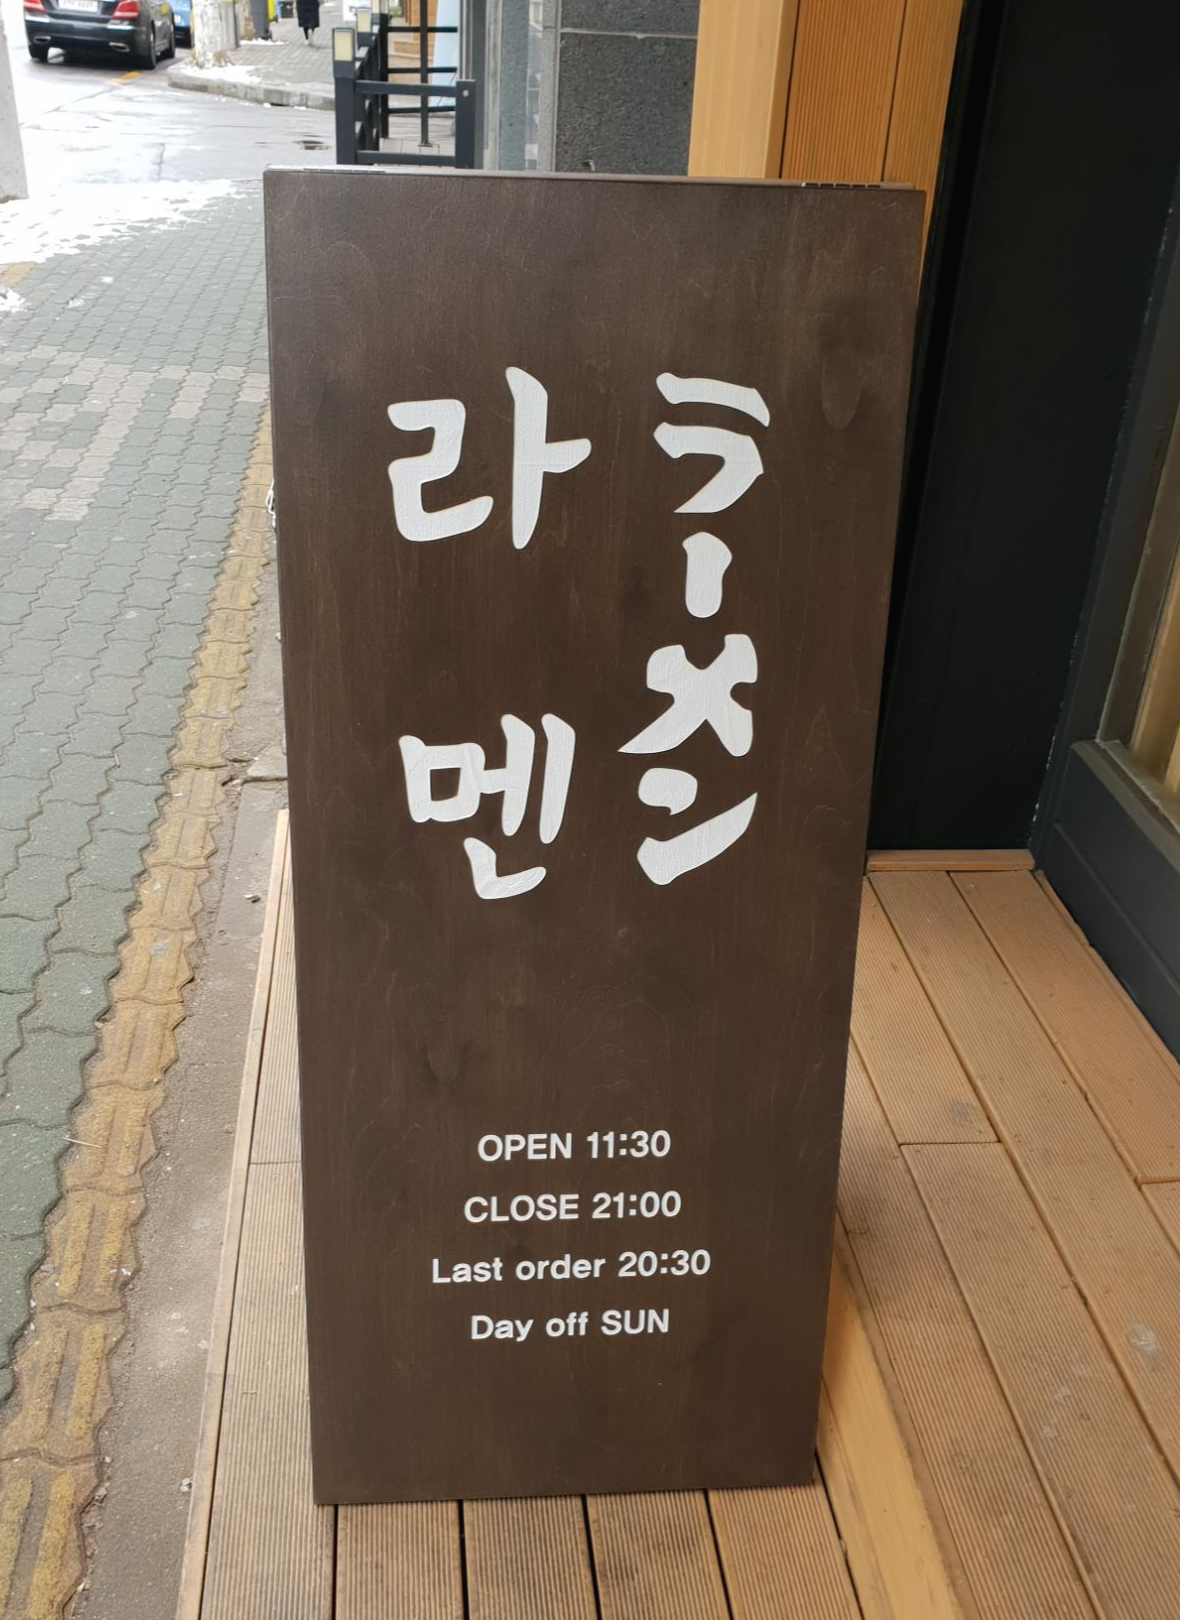 라멘
ラーメン
OPEN 11:30
CLOSE 21:00
Last order 20:30
Day off SUN